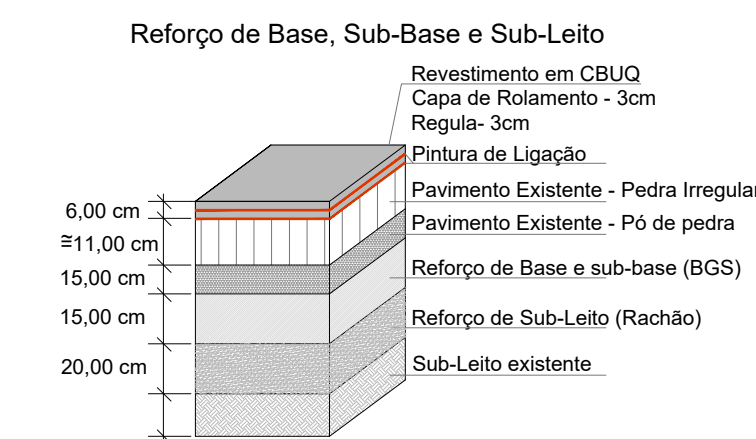 Reforço de Base, Sub-Base e Sub-Leito
Revestimento em CBUQ
Capa de Rolamento - 3cm
Regula- 3cm
Pintura de Ligação
Pavimento Existente - Pedra Irregular
Pavimento Existente - Pó de pedra
Reforço de Base e sub-base (BGS)
Reforço de Sub-Leito (Rachão)
Sub-Leito existente
6,00 cm
≅11,00 cm
15,00 cm
15,00 cm
20,00 cm